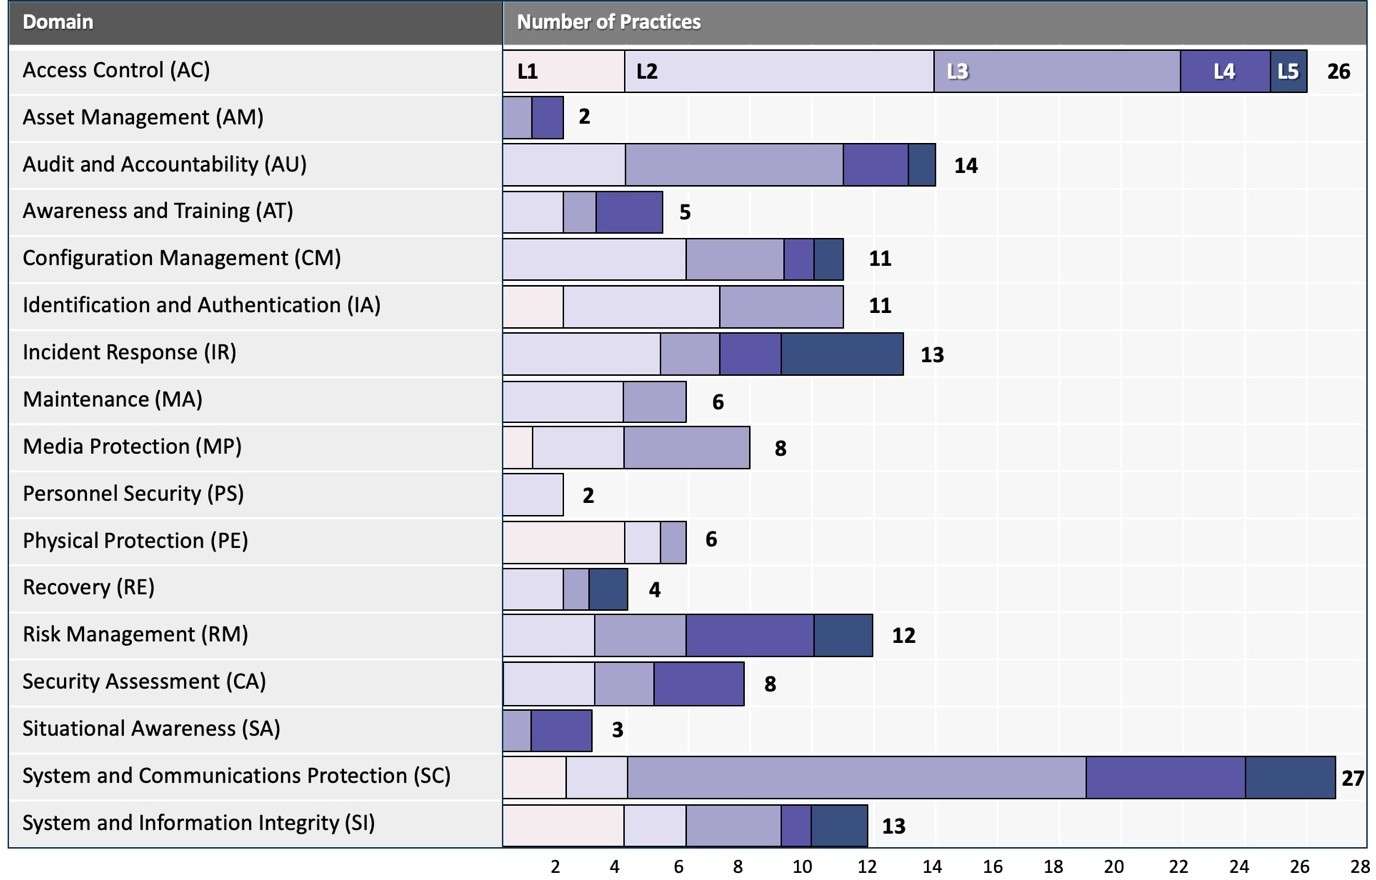 Domain Number of Practices
Access Control (AC) L1 L2 L3 L4 L5 26
Asset Management (AM) 2
Audit and Accountability (AU) 14
Awareness and Training (AT) 5
Configuration Management (CM) 11
Identification and Authentication (IA) 11
Incident Response (IR) 13
Maintenance (MA) 6
Media Protection (MP) 8
Personnel Security (PS) 2
Physical Protection (PE) 6
Recovery (RE) 4
Risk Management (RM) 12
Security Assessment (CA) 8
Situational Awareness (SA) 3
System and Communications Protection (SC) 27
System and Information Integrity (SI) 13
2 4 6 8 10 12 14 16 18 20 22 24 26 28